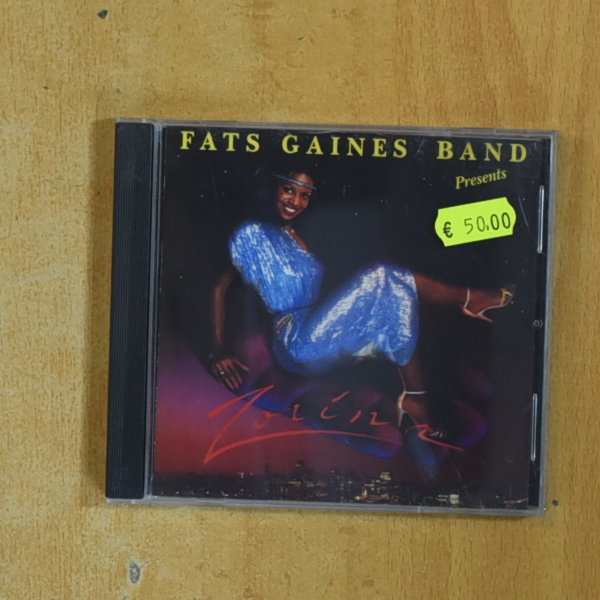 FATS GAINES BAND
Presents
€ 50.00
Zorina